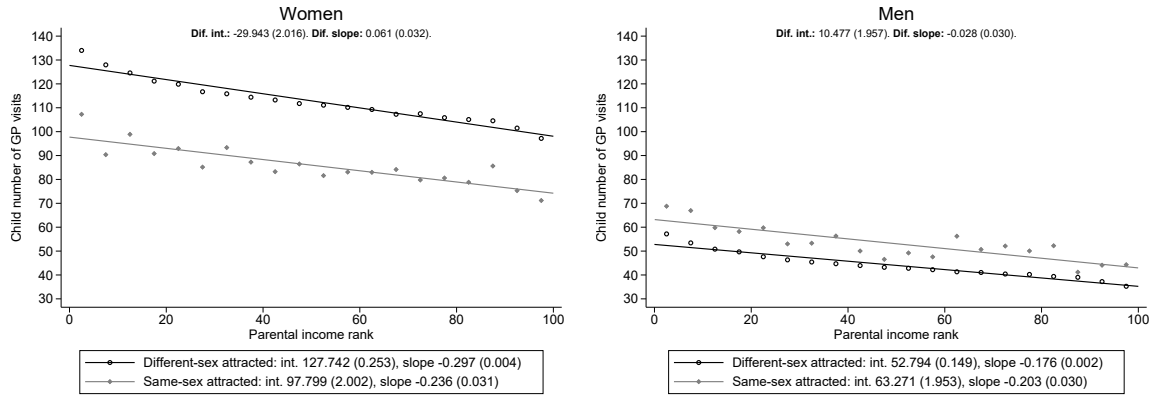 Women
Dif. int.: -29.943 (2.016). Dif. slope: 0.061 (0.032).
140
130
120
110
100
90
80
70
60
50
40
30
Child number of GP visits
0 20 40 60 80 100
Parental income rank
Different-sex attracted: int. 127.742 (0.253), slope -0.297 (0.004)
Same-sex attracted: int. 97.799 (2.002), slope -0.236 (0.031)
Men
Dif. int.: 10.477 (1.957). Dif. slope: -0.028 (0.030).
140
130
120
110
100
90
80
70
60
50
40
30
Child number of GP visits
0 20 40 60 80 100
Parental income rank
Different-sex attracted: int. 52.794 (0.149), slope -0.176 (0.002)
Same-sex attracted: int. 63.271 (1.953), slope -0.203 (0.030)